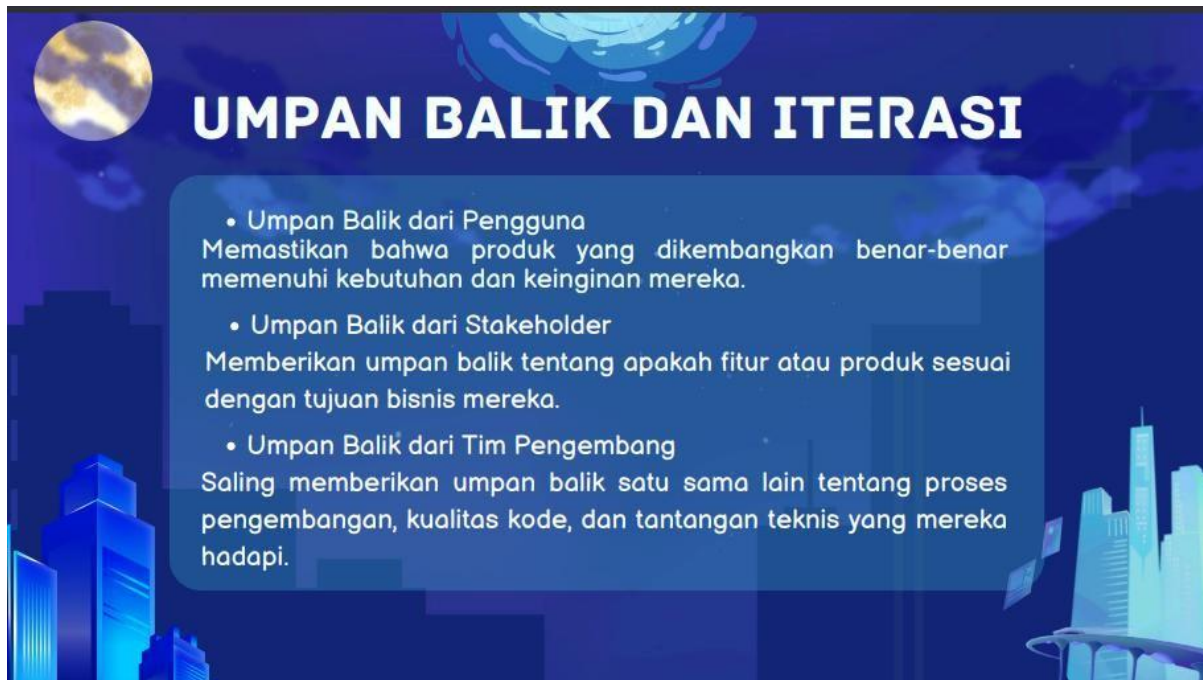 UMPAN BALIK DAN ITERASI
• Umpan Balik dari Pengguna
Memastikan bahwa produk yang dikembangkan benar-benar
memenuhi kebutuhan dan keinginan mereka.
• Umpan Balik dari Stakeholder
Memberikan umpan balik tentang apakah fitur atau produk sesuai
dengan tujuan bisnis mereka.
• Umpan Balik dari Tim Pengembang
Saling memberikan umpan balik satu sama lain tentang proses
pengembangan, kualitas kode, dan tantangan teknis yang mereka
hadapi.